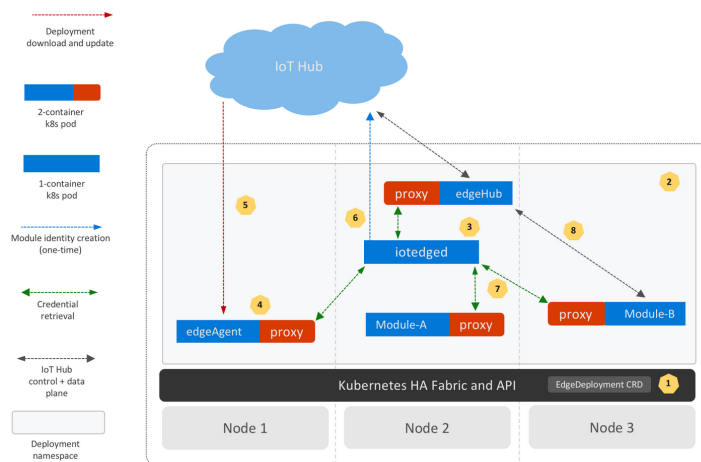 Deployment
download and update
2-container
k8s pod
1-container
k8s pod
Module identity creation
(one-time)
Credential
retrieval
IoT Hub
control + data
plane
Deployment
namespace
IoT Hub
5
2
proxy edgeHub
6
3
8
iotedged
4
7
edgeAgent proxy
Module-A proxy
proxy Module-B
Kubernetes HA Fabric and API
EdgeDeployment CRD
1
Node 1
Node 2
Node 3